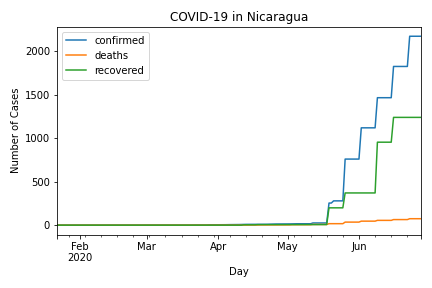 COVID-19 in Nicaragua
confirmed
deaths
recovered
Number of Cases
2000
1500
1000
500
0
Feb
2020
Mar
Apr
May
Jun
Day